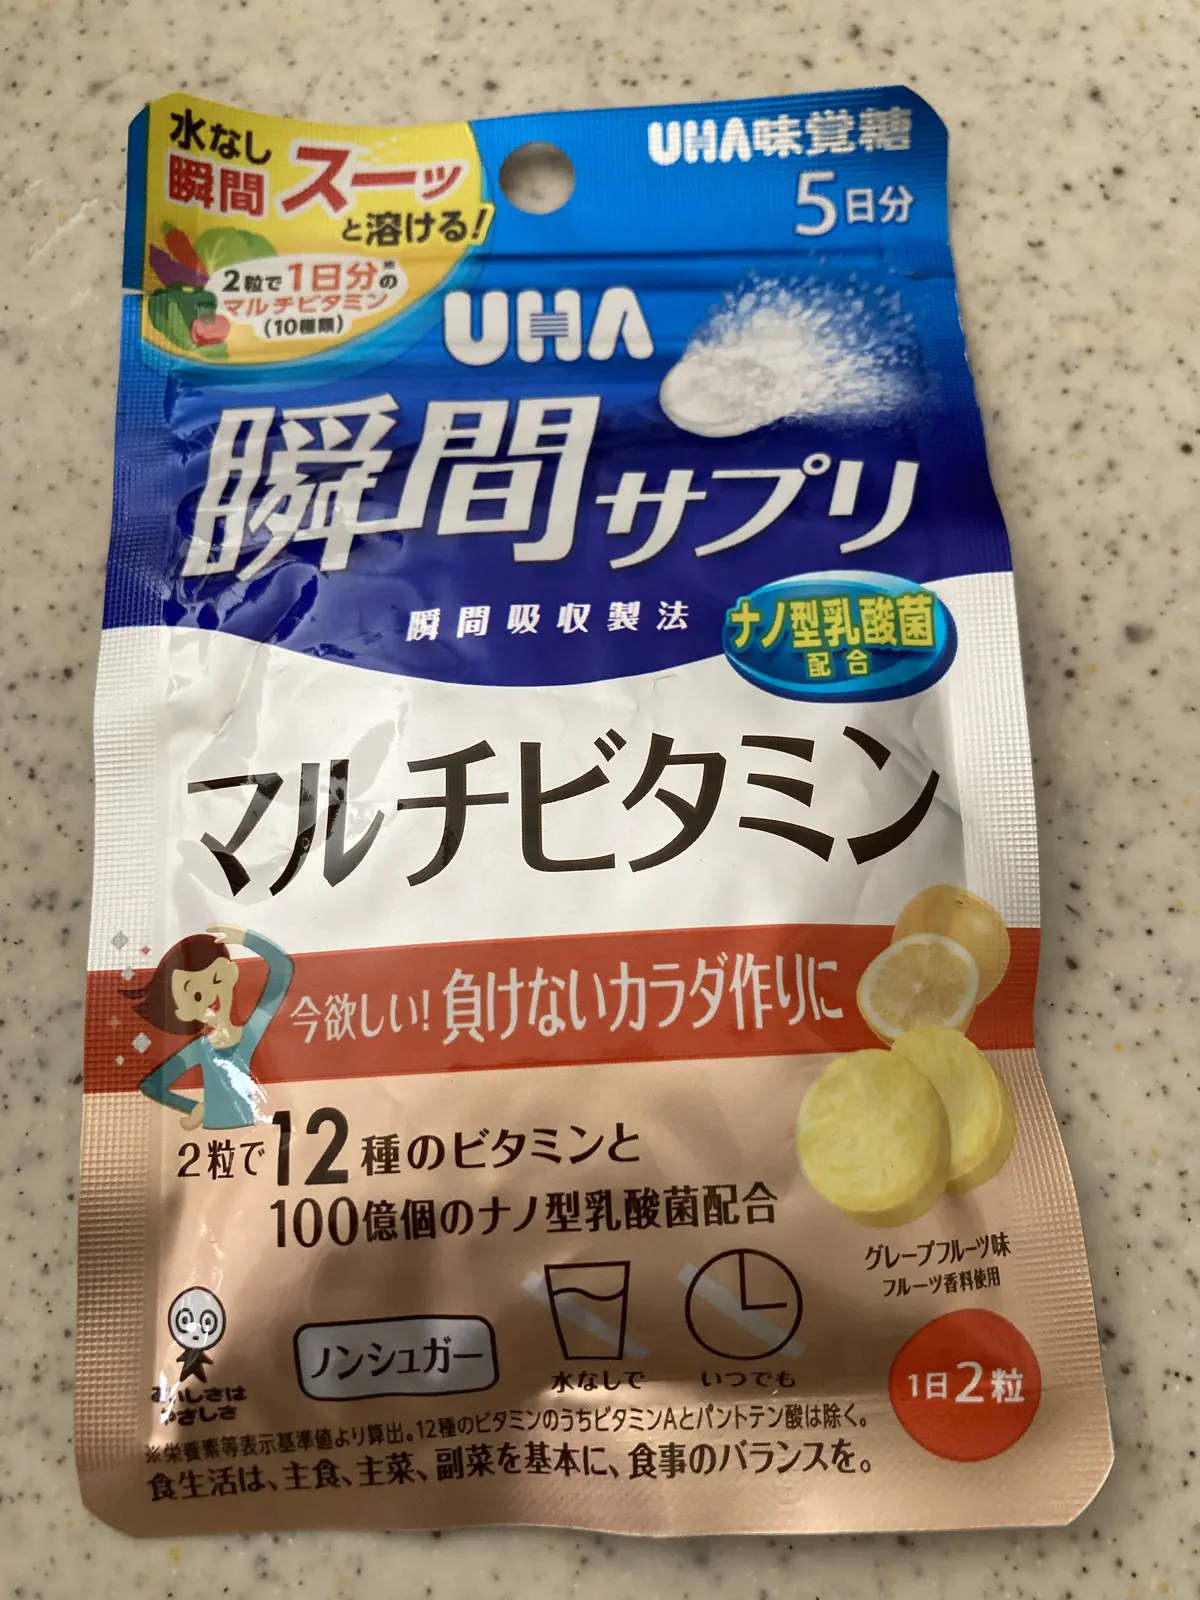 水なし
瞬間 スーッ
と溶ける!
2粒で1日分※の
マルチビタミン
(10種類)
UHA味覚糖
5日分
UHA
瞬間サプリ
瞬間吸収製法
ナノ型乳酸菌
配合
マルチビタミン
今欲しい!負けないカラダ作りに
2粒で12種のビタミンと
100億個のナノ型乳酸菌配合
グレープフルーツ味
フルーツ香料使用
おいしさは
やさしさ
ノンシュガー
水なしで
いつでも
1日2粒
※栄養素等表示基準値より算出。12種のビタミンのうちビタミンAとパントテン酸は除く。
食生活は、主食、主菜、副菜を基本に、食事のバランスを。